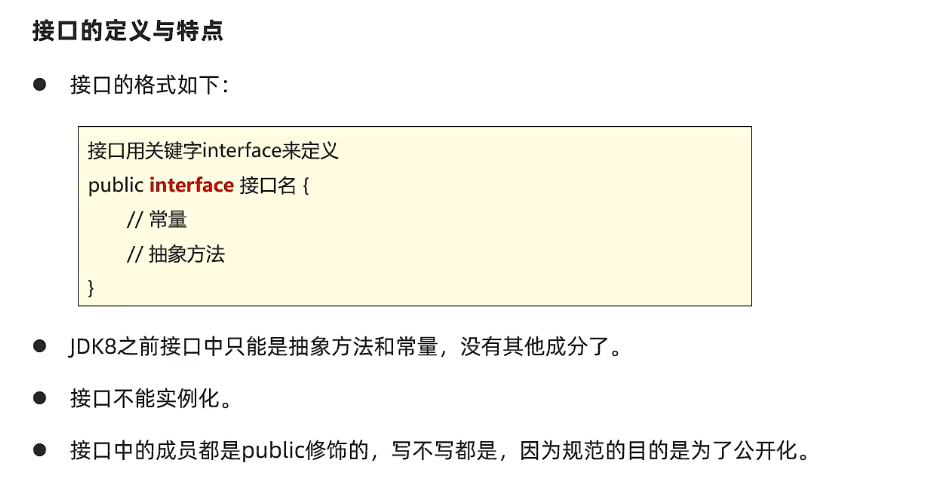 接口的定义与特点
● 接口的格式如下：
接口用关键字interface来定义
public interface 接口名 {
// 常量
// 抽象方法
}
● JDK8之前接口中只能是抽象方法和常量，没有其他成分了。
● 接口不能实例化。
● 接口中的成员都是public修饰的，写不写都是，因为规范的目的是为了公开化。